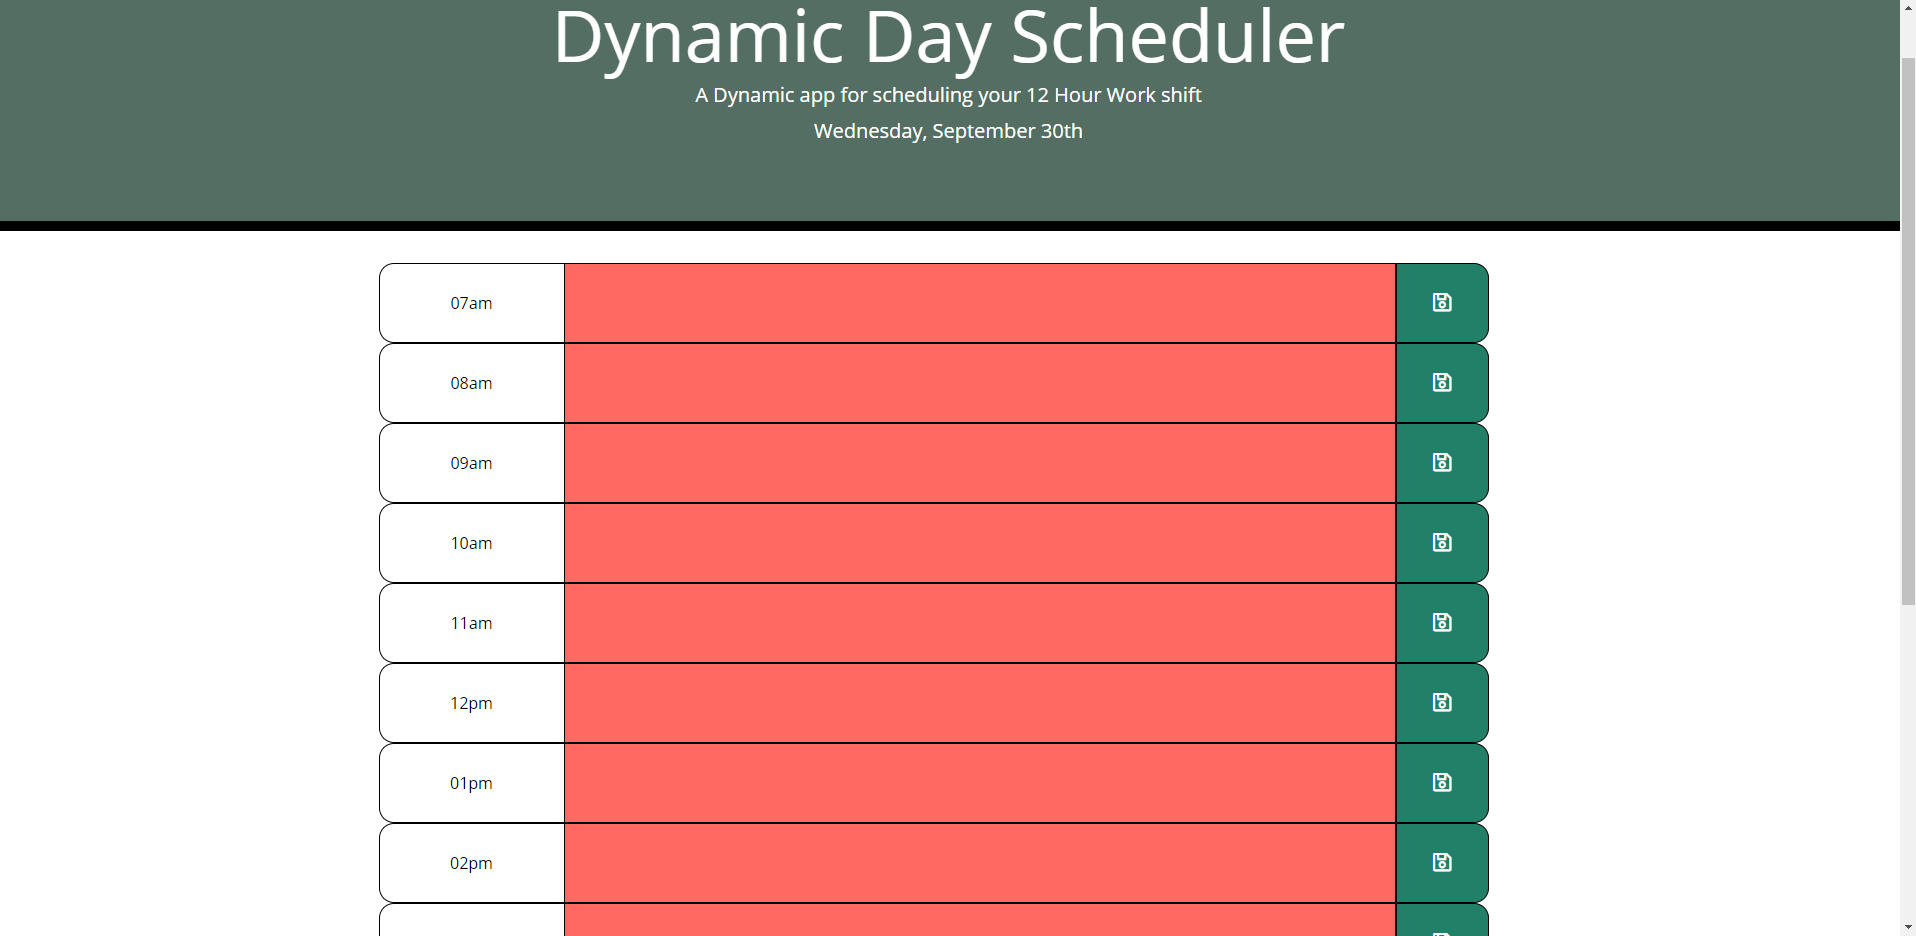 Dynamic Day Scheduler
A Dynamic app for scheduling your 12 Hour Work shift
Wednesday, September 30th
07am
08am
09am
10am
11am
12pm
01pm
02pm